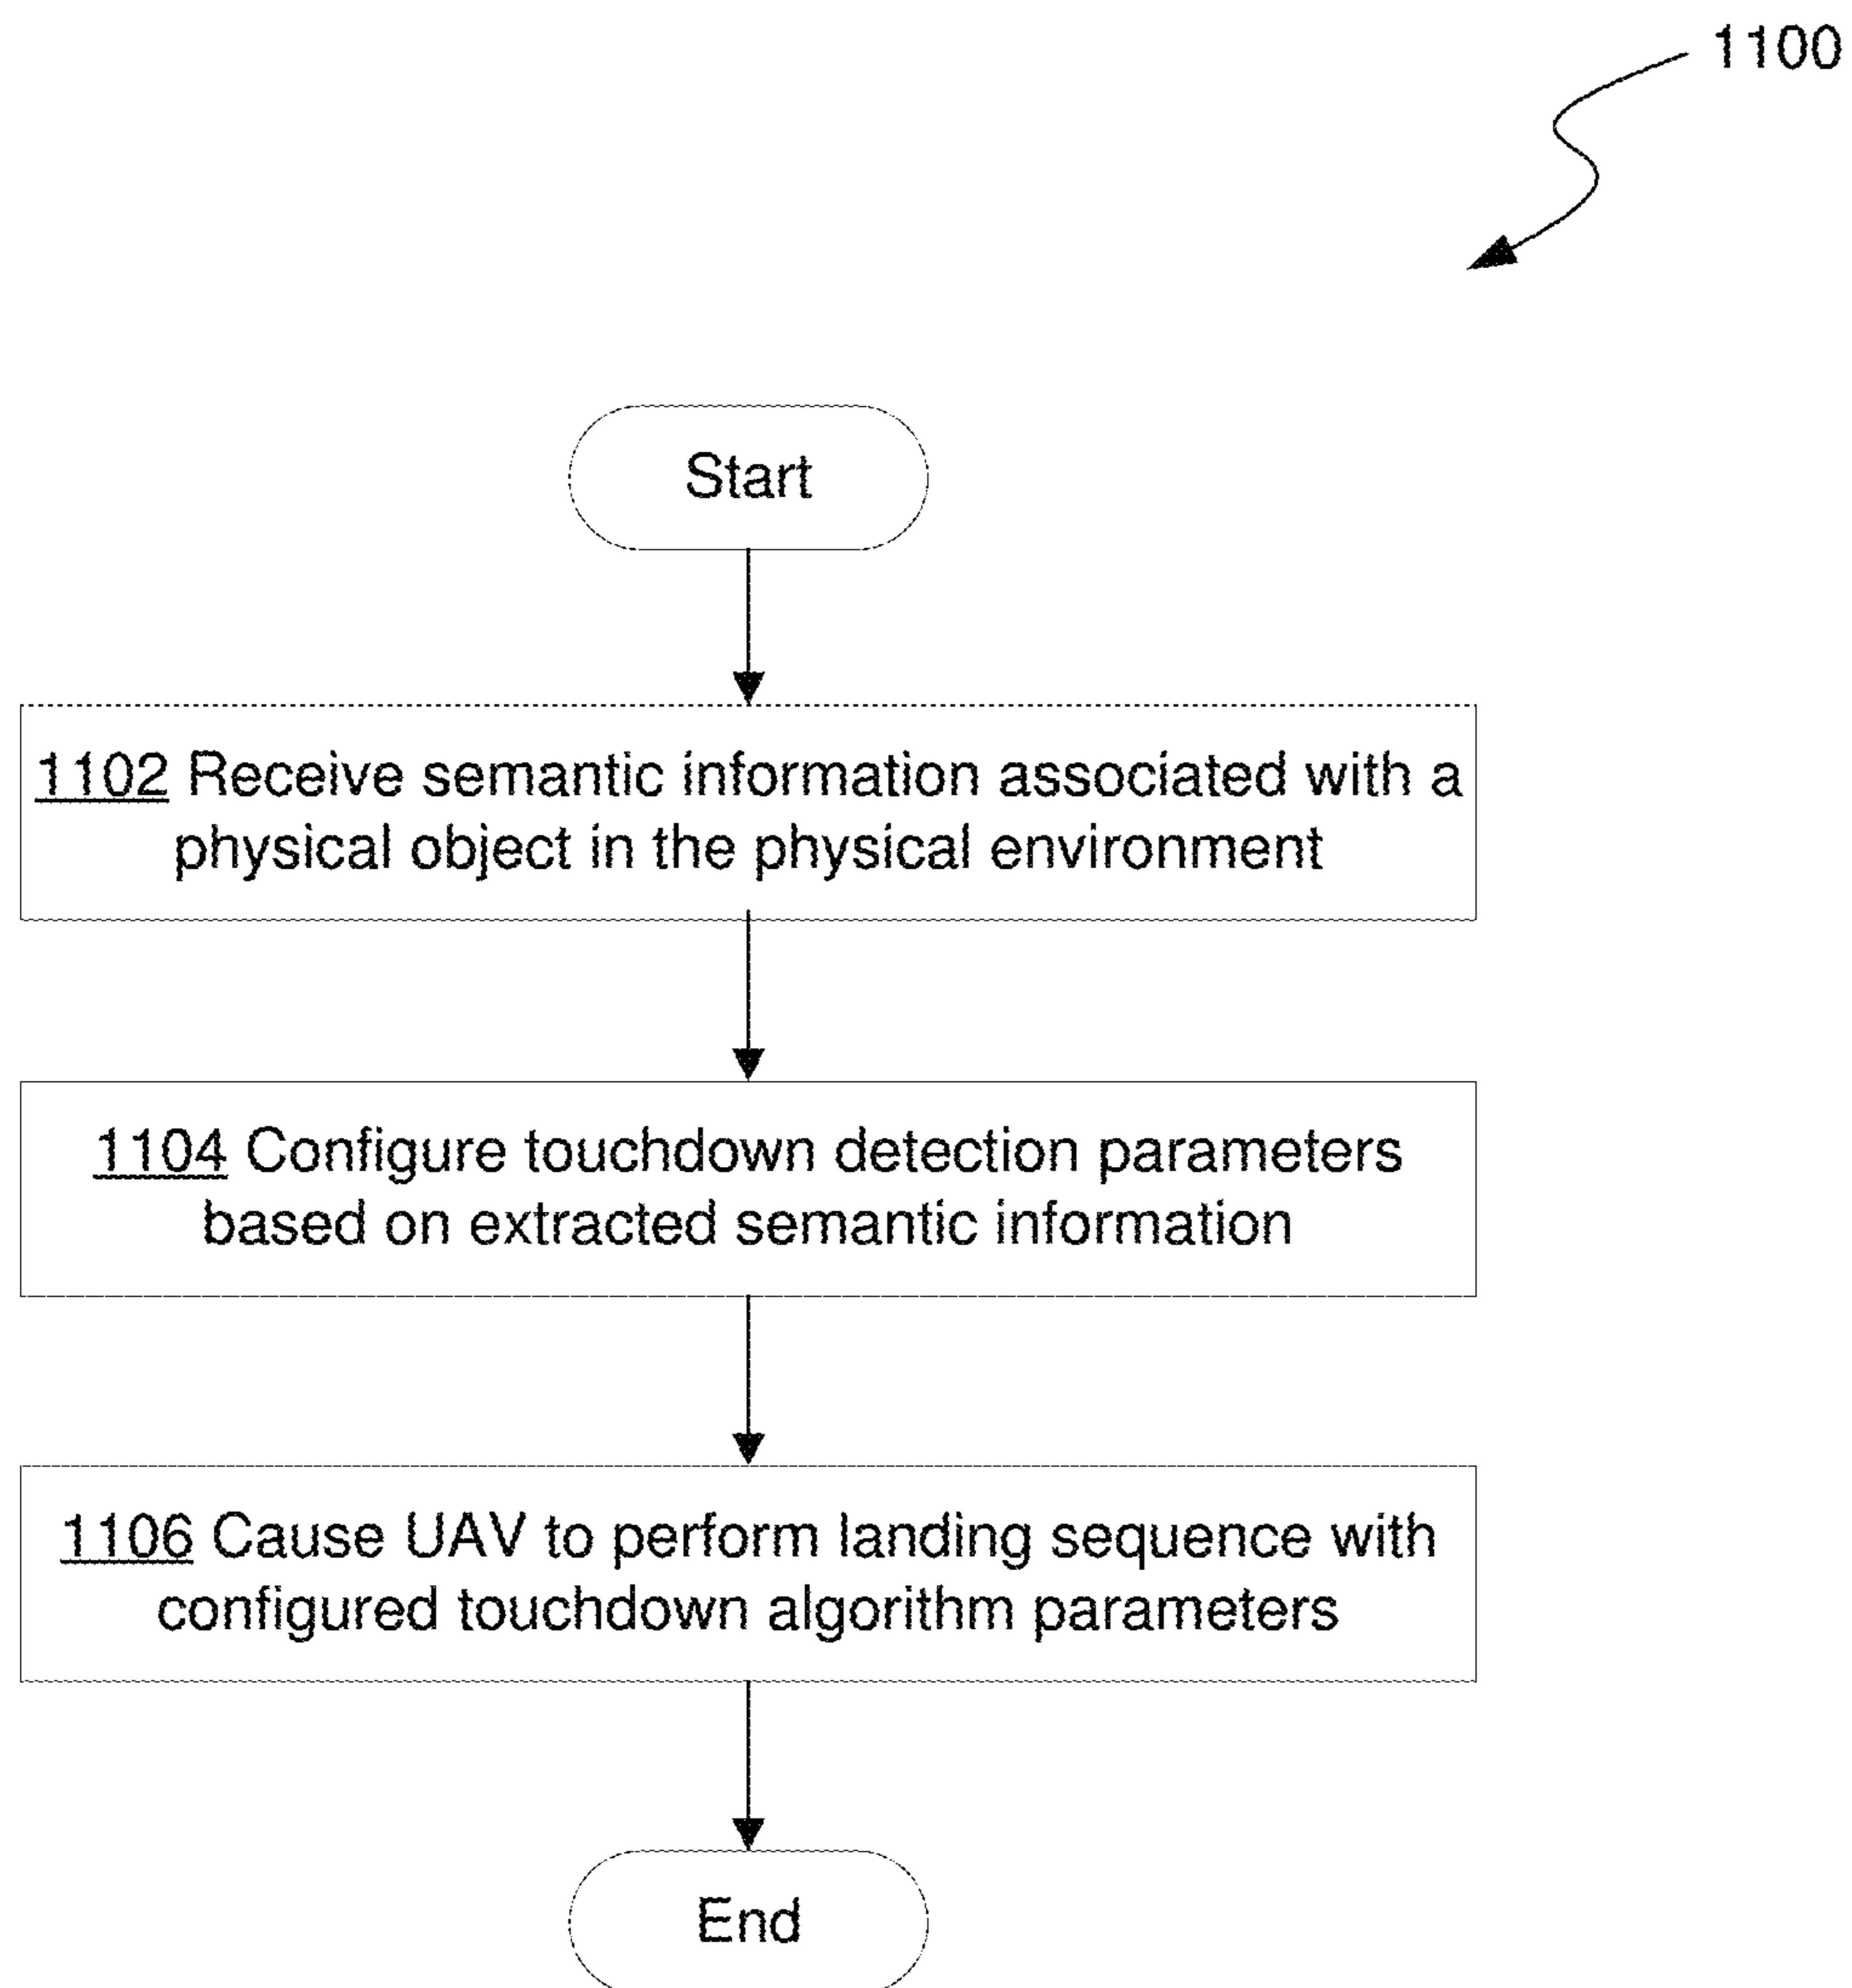 1100
Start
1102 Receive semantic information associated with a
physical object in the physical environment
1104 Configure touchdown detection parameters
based on extracted semantic information
1106 Cause UAV to perform landing sequence with
configured touchdown algorithm parameters
End